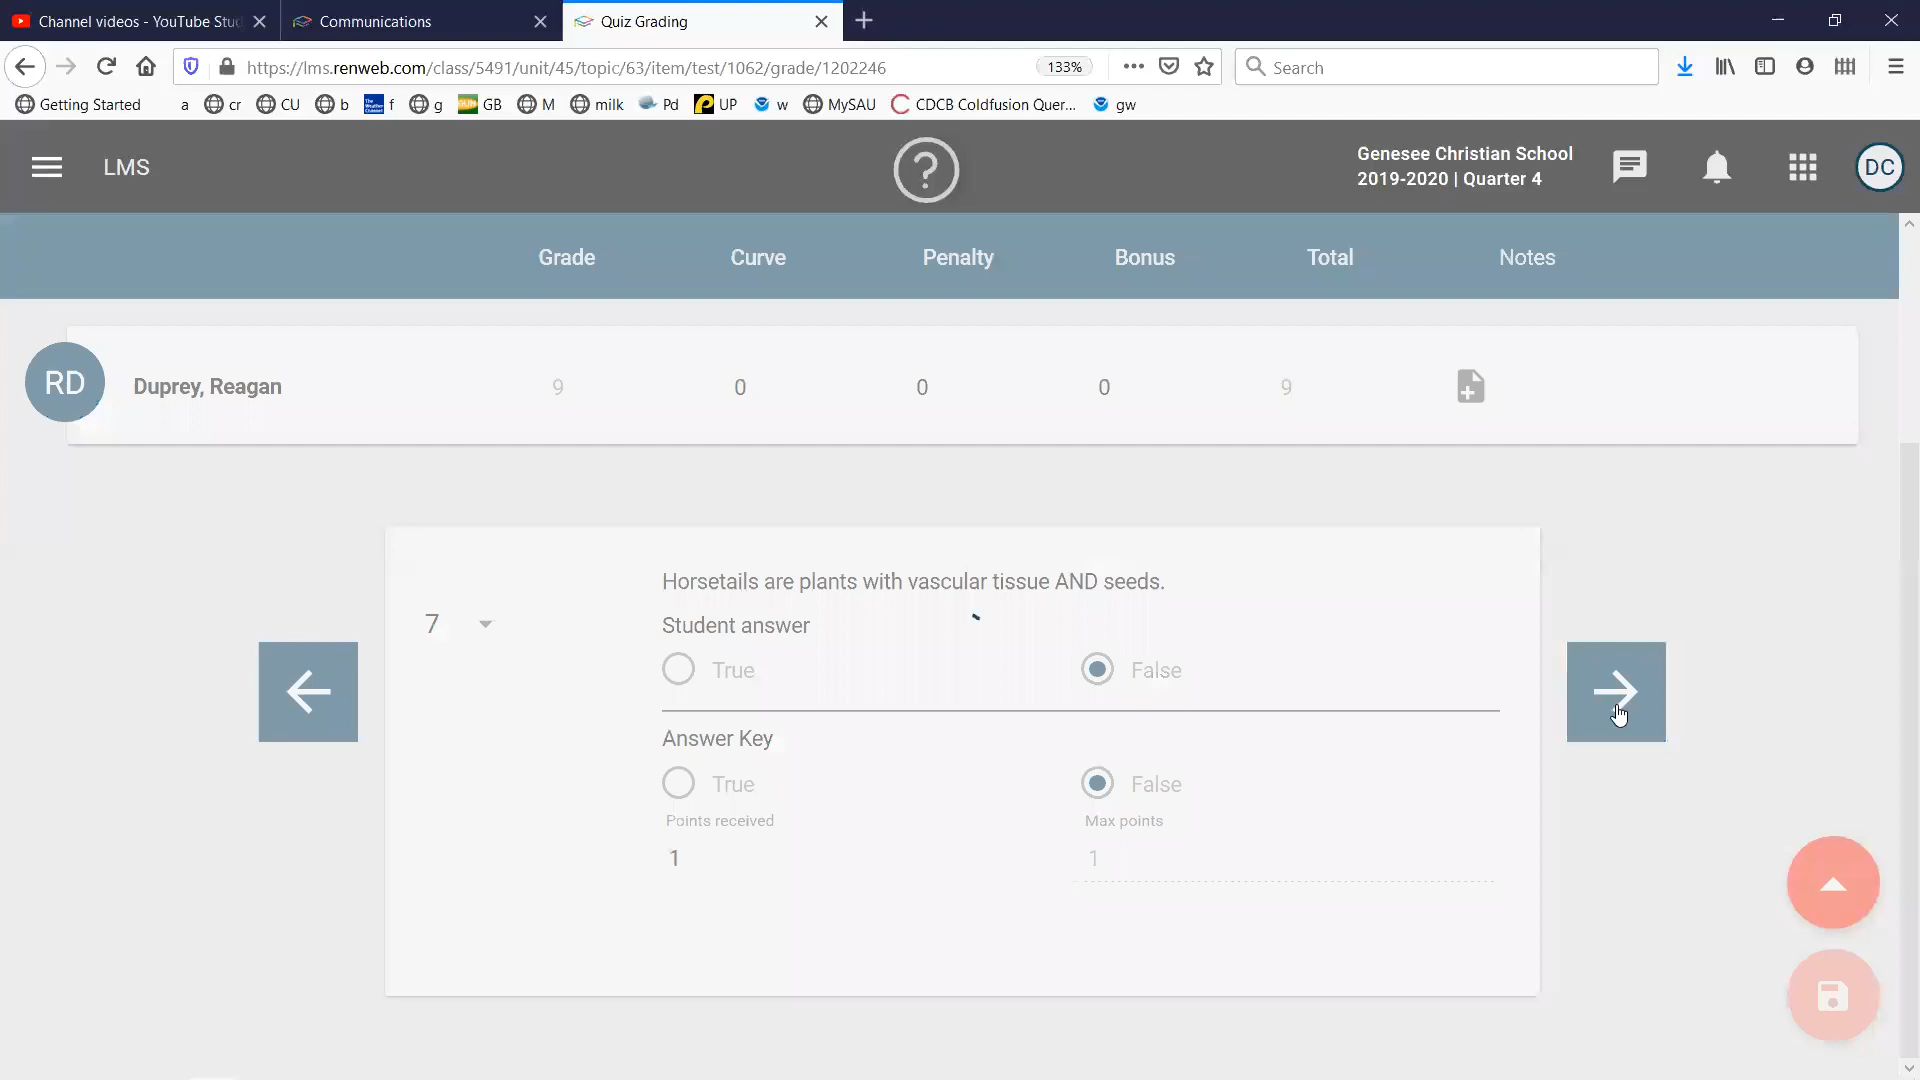 Channel videos - YouTube Stud
Communications
Quiz Grading
https://lms.renweb.com/class/5491/unit/45/topic/63/item/test/1062/grade/1202246
133%
Search
Getting Started
a
cr
CU
b
f
g
GB
M
milk
Pd
UP
w
MySAU
CDCB Coldfusion Quer...
gw
LMS
?
Genesee Christian School
2019-2020 | Quarter 4
DC
Grade
Curve
Penalty
Bonus
Total
Notes
RD
Duprey, Reagan
9
0
0
0
9
Horsetails are plants with vascular tissue AND seeds.
7
Student answer
True
False
Answer Key
True
False
Points received
Max points
1
1